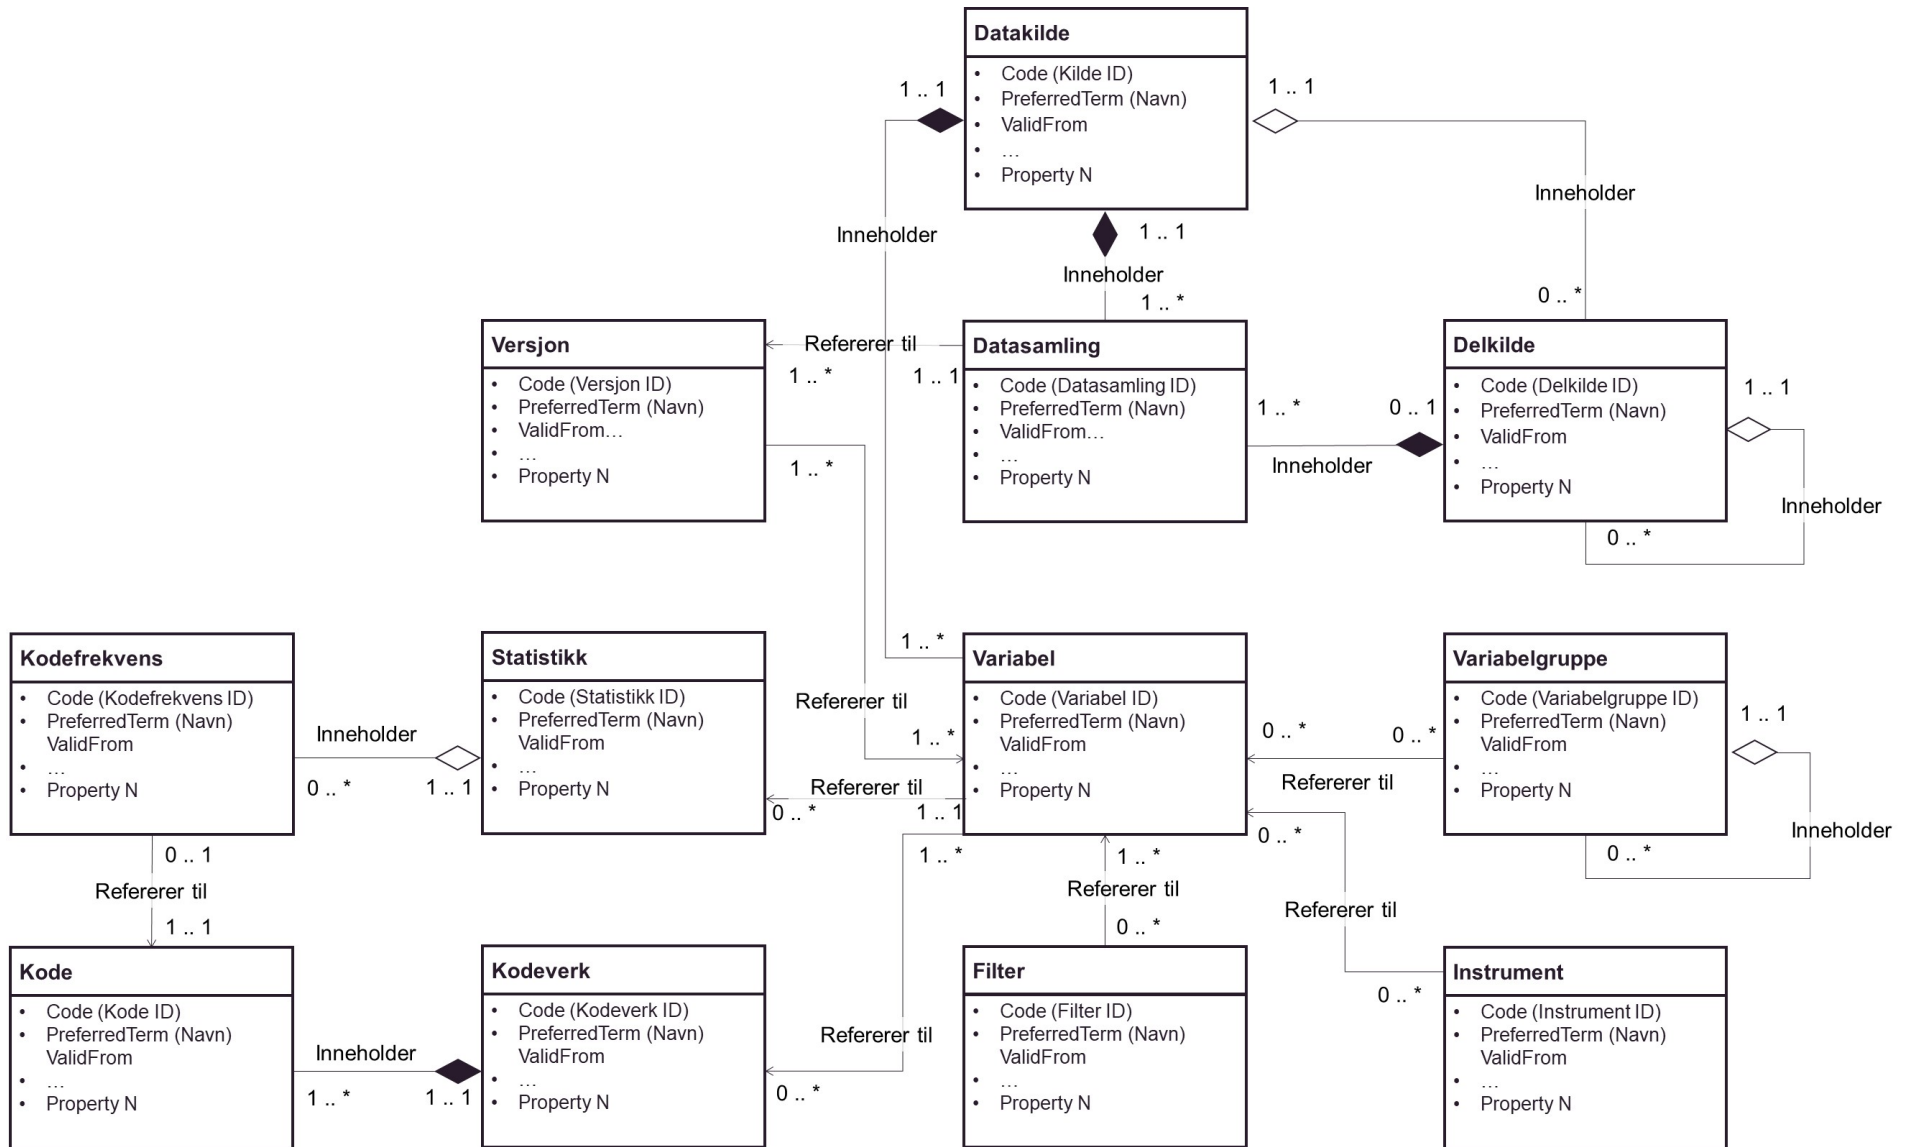 Datakilde
• Code (Kilde ID)
• PreferredTerm (Navn)
• ValidFrom
• ...
• Property N
1 .. 1
1 .. 1
Inneholder
Inneholder
1 .. 1
Inneholder
1 .. *
0 .. *
Versjon
• Code (Versjon ID)
• PreferredTerm (Navn)
• ValidFrom...
• ...
• Property N
Refererer til
1 .. *
1 .. 1
Datasamling
• Code (Datasamling ID)
• PreferredTerm (Navn)
• ValidFrom...
• ...
• Property N
1 .. *
0 .. 1
Inneholder
Delkilde
• Code (Delkilde ID)
• PreferredTerm (Navn)
• ValidFrom
• ...
• Property N
1 .. 1
Inneholder
0 .. *
1 .. *
1 .. *
Refererer til
1 .. *
Kodefrekvens
• Code (Kodefrekvens ID)
• PreferredTerm (Navn)
ValidFrom
• ...
• Property N
Inneholder
0 .. *
1 .. 1
Statistikk
• Code (Statistikk ID)
• PreferredTerm (Navn)
ValidFrom
• ...
• Property N
Refererer til
0 .. *
1 .. 1
Variabel
• Code (Variabel ID)
• PreferredTerm (Navn)
ValidFrom
• ...
• Property N
0 .. *
0 .. *
Refererer til
Variabelgruppe
• Code (Variabelgruppe ID)
• PreferredTerm (Navn)
ValidFrom
• ...
• Property N
1 .. 1
Inneholder
0 .. *
0 .. 1
Refererer til
1 .. 1
1 .. *
Refererer til
0 .. *
1 .. *
Refererer til
0 .. *
0 .. *
Refererer til
0 .. *
Kode
• Code (Kode ID)
• PreferredTerm (Navn)
ValidFrom
• ...
• Property N
Inneholder
1 .. *
1 .. 1
Kodeverk
• Code (Kodeverk ID)
• PreferredTerm (Navn)
ValidFrom
• ...
• Property N
Filter
• Code (Filter ID)
• PreferredTerm (Navn)
ValidFrom
• ...
• Property N
Instrument
• Code (Instrument ID)
• PreferredTerm (Navn)
ValidFrom
• ...
• Property N